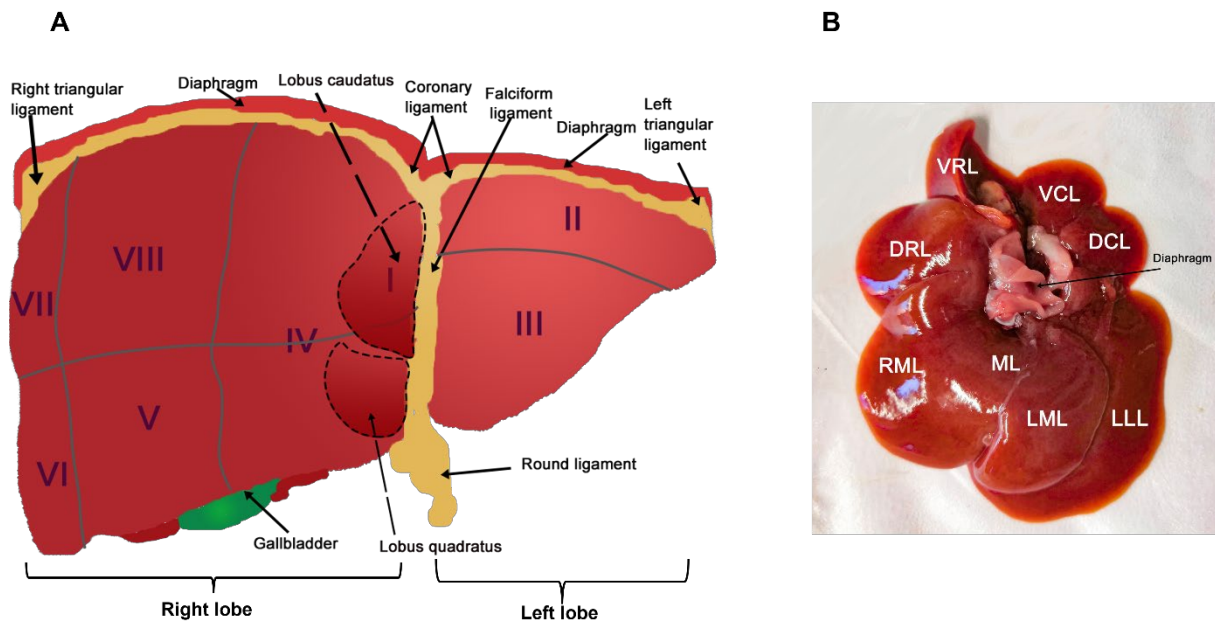 A
B
Right triangular
ligament
Diaphragm
Lobus caudatus
Coronary
ligament
Falciform
ligament
Diaphragm
Left
triangular
ligament
I
II
III
IV
V
VI
VII
VIII
Round ligament
Gallbladder
Lobus quadratus
Right lobe
Left lobe
VRL
VCL
DRL
DCL
Diaphragm
RML
ML
LML
LLL